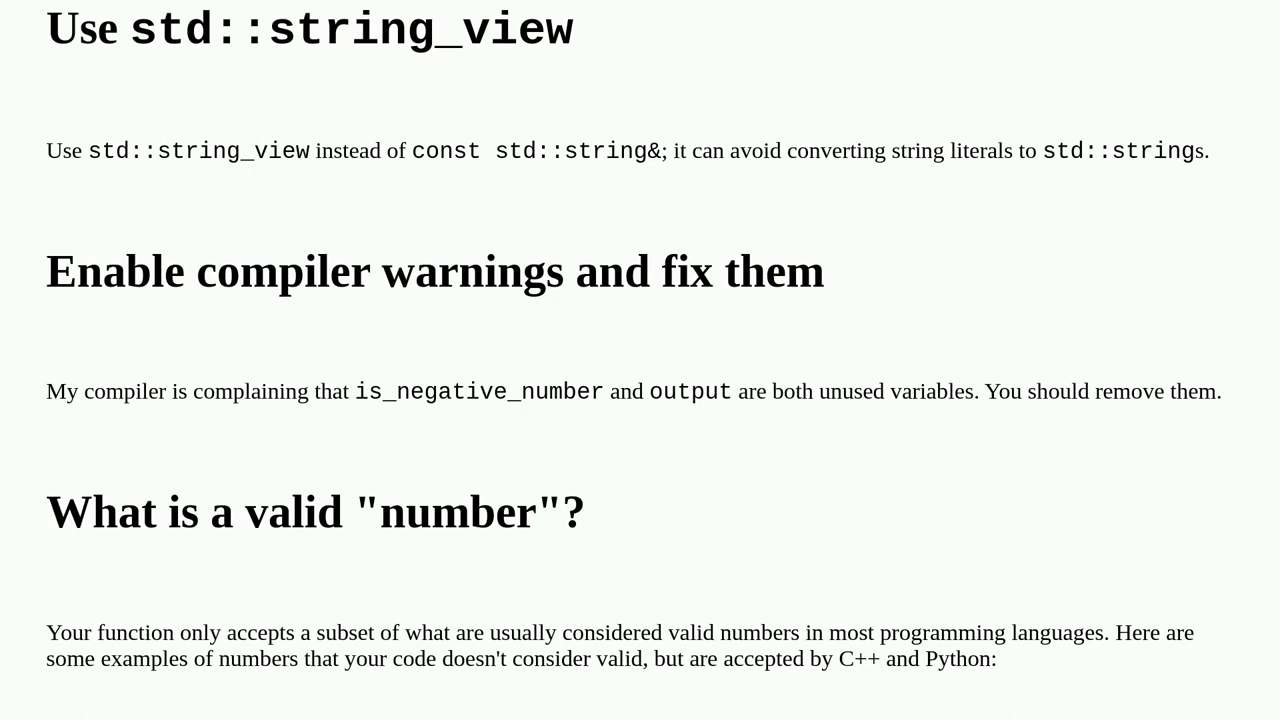 Use std::string_view
Use std::string_view instead of const std::string&; it can avoid converting string literals to std::strings.
Enable compiler warnings and fix them
My compiler is complaining that is_negative_number and output are both unused variables. You should remove them.
What is a valid "number"?
Your function only accepts a subset of what are usually considered valid numbers in most programming languages. Here are
some examples of numbers that your code doesn't consider valid, but are accepted by C++ and Python: